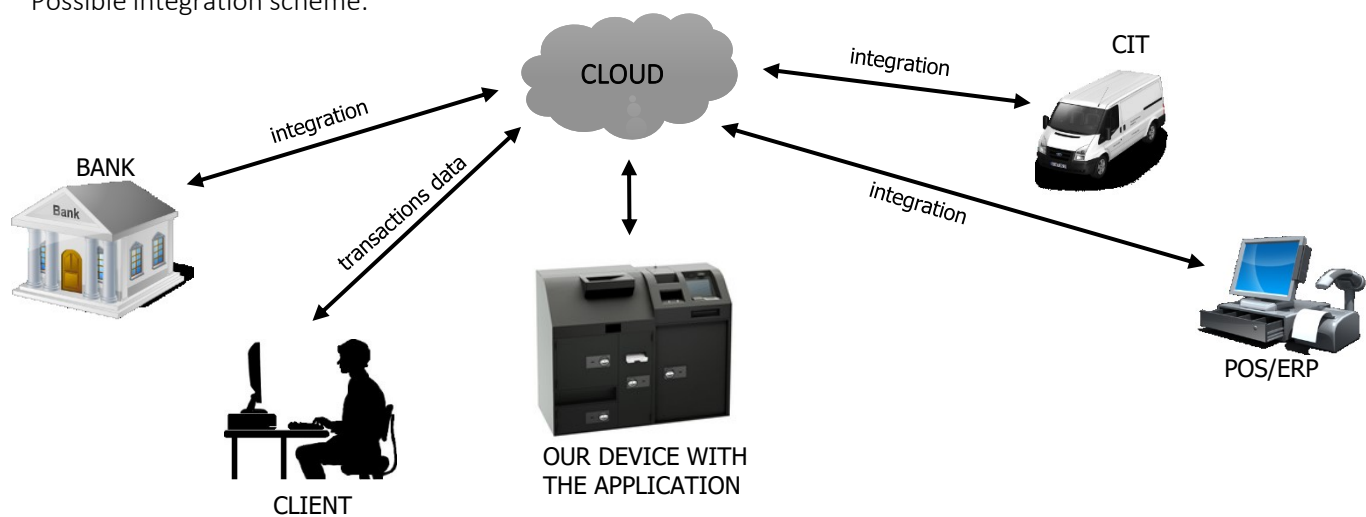 Possible integration scheme:
CLOUD
CIT
integration
integration
BANK
Bank
transactions data
integration
POS/ERP
OUR DEVICE WITH
THE APPLICATION
CLIENT